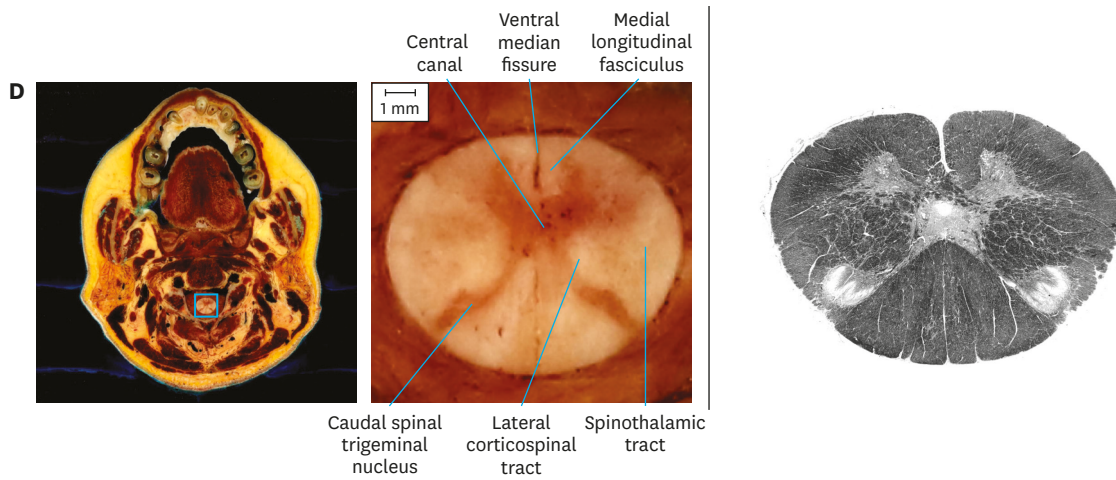 Central
canal
Ventral
median
fissure
Medial
longitudinal
fasciculus
D
1 mm
Caudal spinal
trigeminal
nucleus
Lateral
corticospinal
tract
Spinothalamic
tract